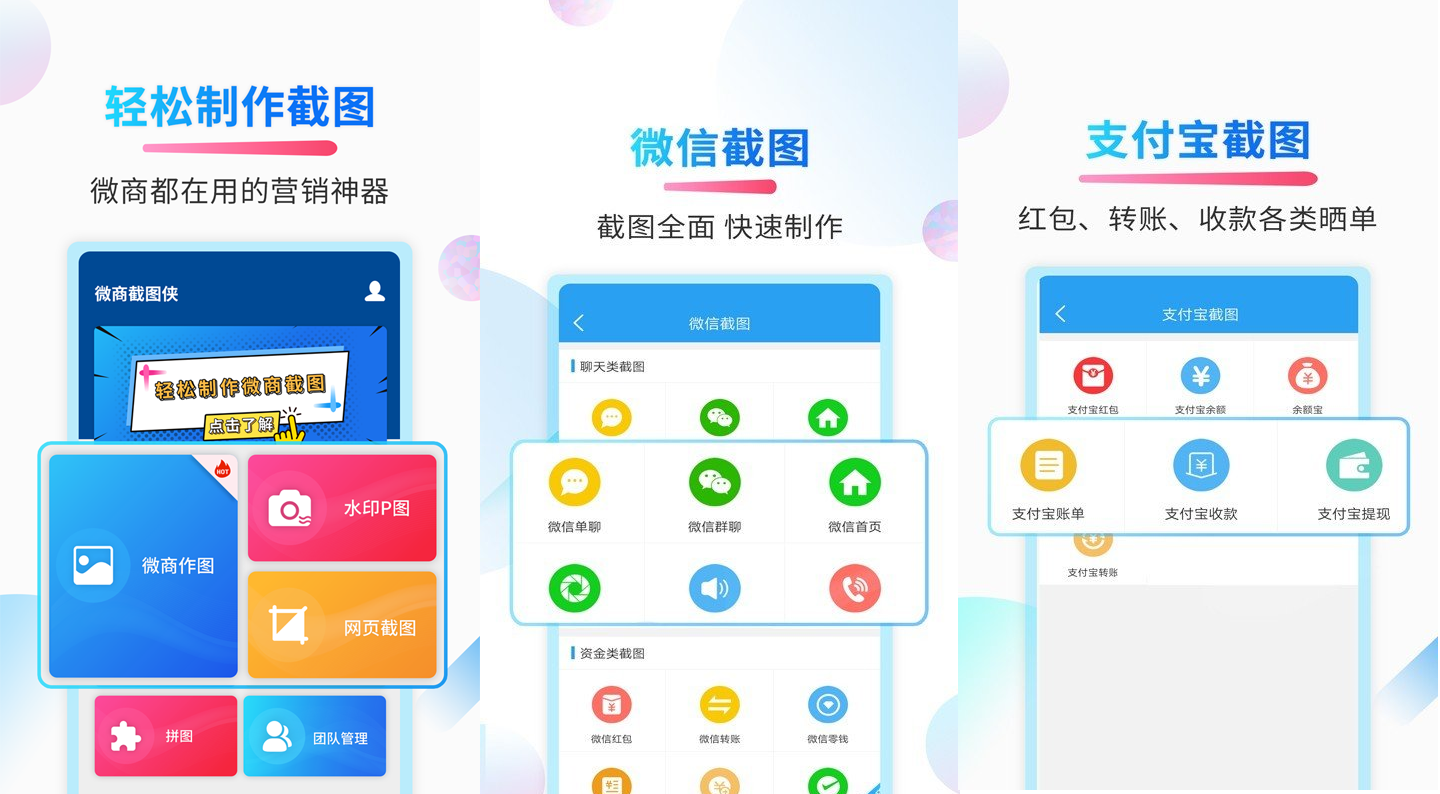 轻松制作截图
微商都在用的营销神器
微商截图侠
轻松制作微商截图
点击了解
HOT
微商作图
水印P图
网页截图
拼图
团队管理
微信截图
截图全面 快速制作
微信截图
聊天类截图
微信单聊
微信群聊
微信首页
资金类截图
微信红包
微信转账
微信零钱
支付宝截图
红包、转账、收款各类晒单
支付宝截图
支付宝红包
支付宝余额
余额宝
支付宝账单
支付宝收款
支付宝提现
支付宝转账